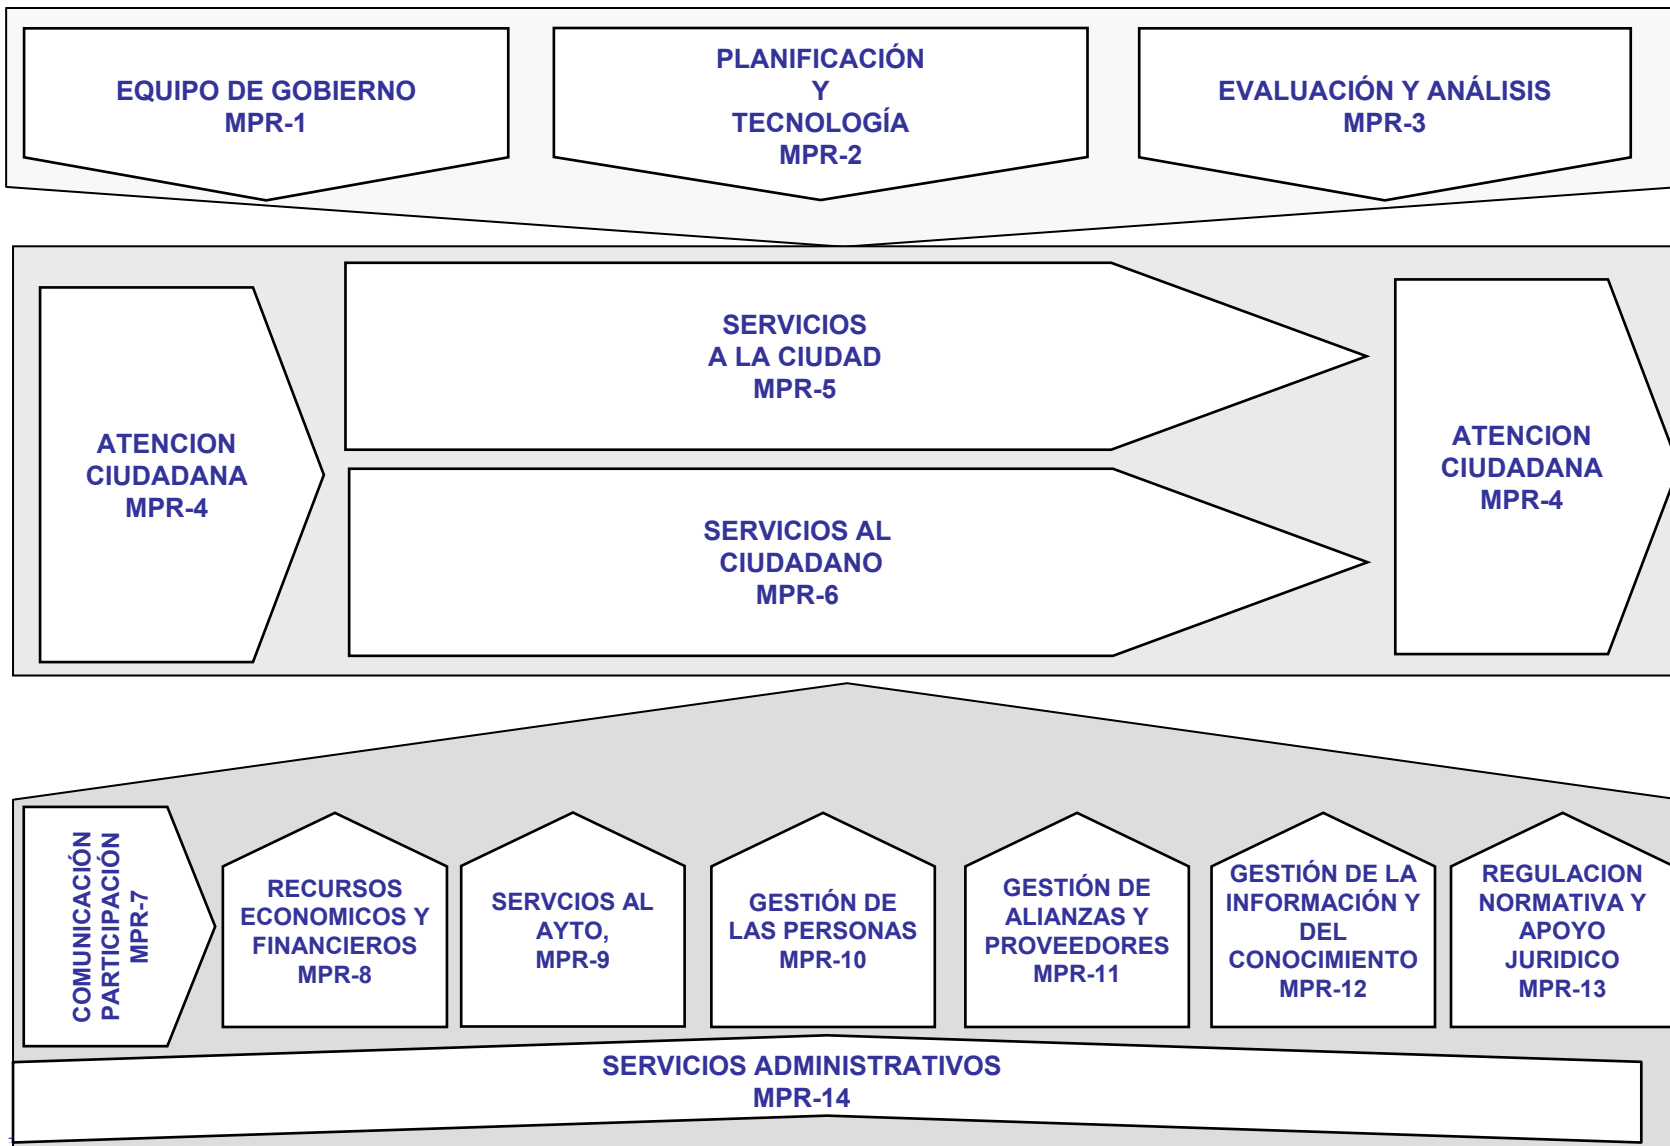 EQUIPO DE GOBIERNO
MPR-1
PLANIFICACIÓN
Y
TECNOLOGÍA
MPR-2
EVALUACIÓN Y ANÁLISIS
MPR-3
ATENCION
CIUDADANA
MPR-4
SERVICIOS
A LA CIUDAD
MPR-5
SERVICIOS AL
CIUDADANO
MPR-6
ATENCION
CIUDADANA
MPR-4
COMUNICACIÓN
PARTICIPACIÓN
MPR-7
RECURSOS
ECONOMICOS Y
FINANCIEROS
MPR-8
SERVCIOS AL
AYTO,
MPR-9
GESTIÓN DE
LAS PERSONAS
MPR-10
GESTIÓN DE
ALIANZAS Y
PROVEEDORES
MPR-11
GESTIÓN DE LA
INFORMACIÓN Y
DEL
CONOCIMIENTO
MPR-12
REGULACION
NORMATIVA Y
APOYO
JURIDICO
MPR-13
SERVICIOS ADMINISTRATIVOS
MPR-14